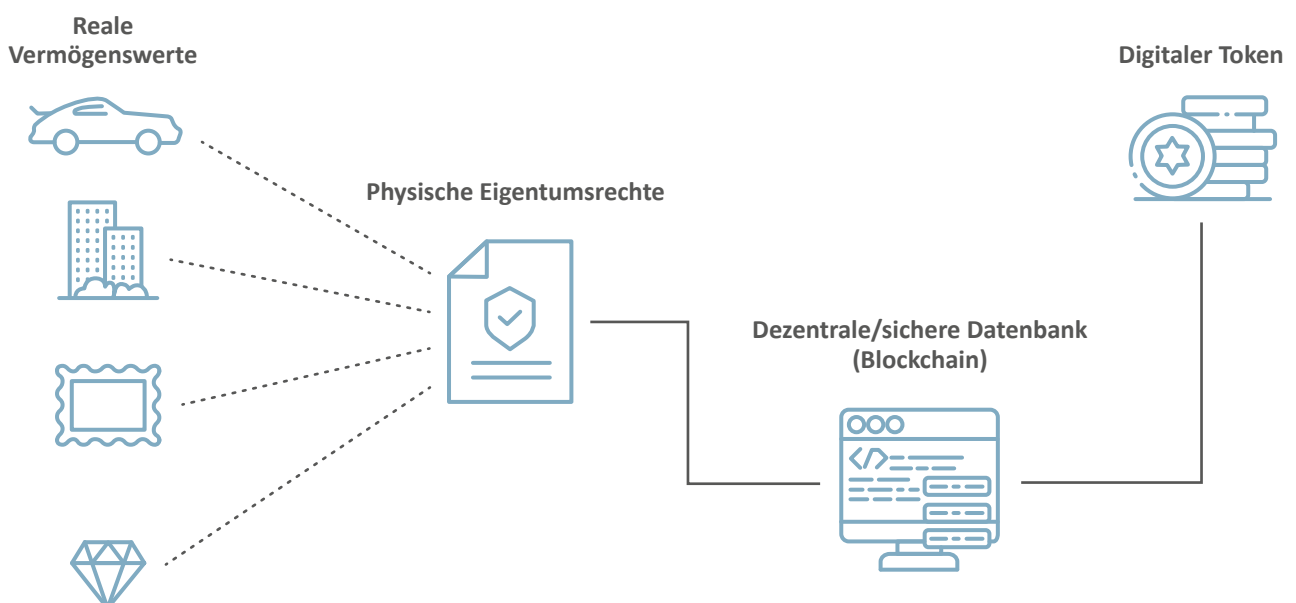 Reale
Vermögenswerte
Digitaler Token
Physische Eigentumsrechte
Dezentrale/sichere Datenbank
(Blockchain)